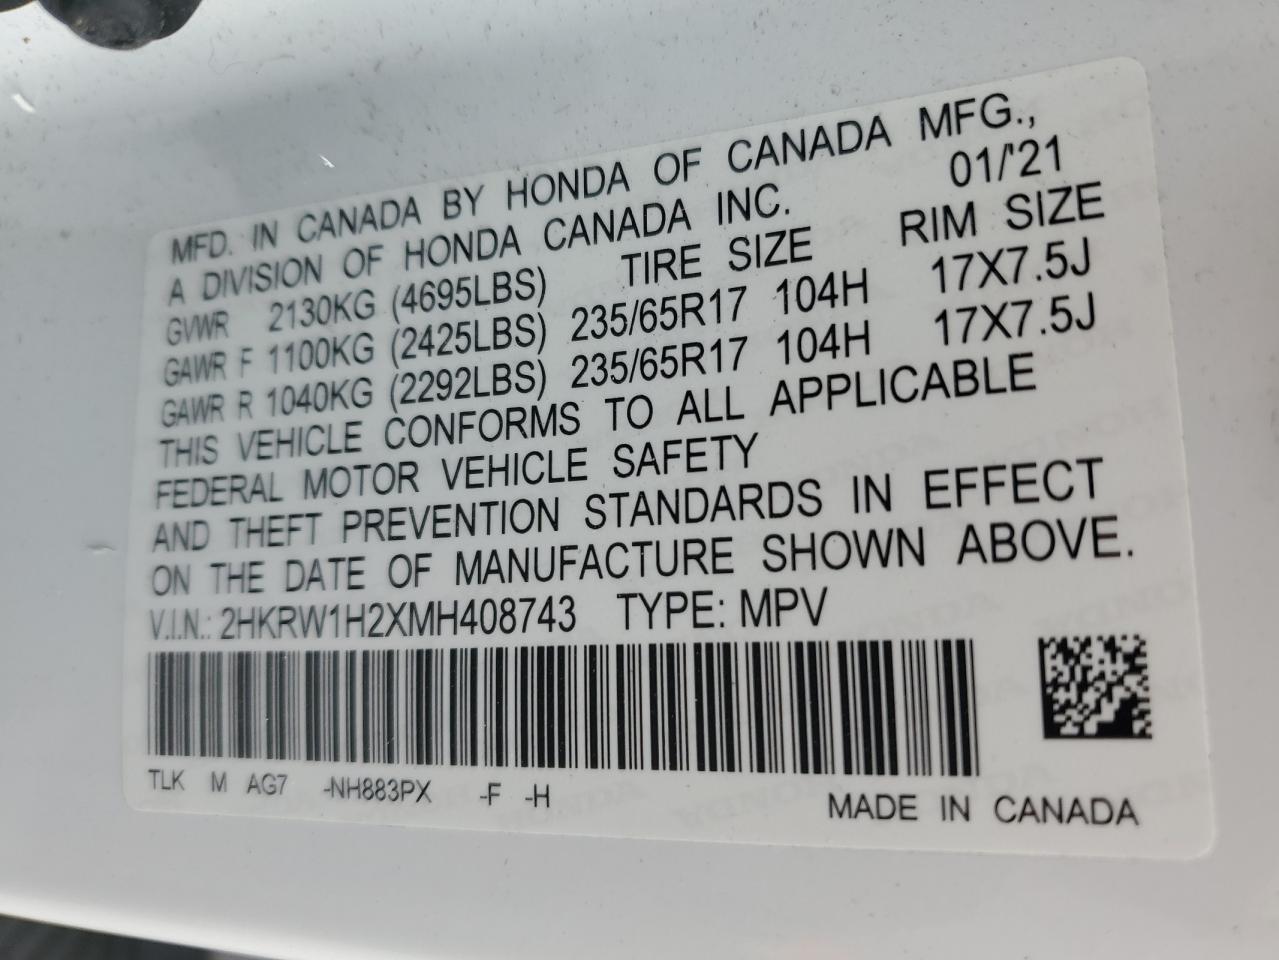 MFD. IN CANADA BY HONDA OF CANADA MFG.,
A DIVISION OF HONDA CANADA INC. 01/'21
GVWR 2130KG (4695LBS) TIRE SIZE RIM SIZE
GAWR F 1100KG (2425LBS) 235/65R17 104H 17X7.5J
GAWR R 1040KG (2292LBS) 235/65R17 104H 17X7.5J
THIS VEHICLE CONFORMS TO ALL APPLICABLE
FEDERAL MOTOR VEHICLE SAFETY
AND THEFT PREVENTION STANDARDS IN EFFECT
ON THE DATE OF MANUFACTURE SHOWN ABOVE.
V.I.N.: 2HKRW1H2XMH408743 TYPE: MPV
TLK M AG7 -NH883PX -F -H
MADE IN CANADA